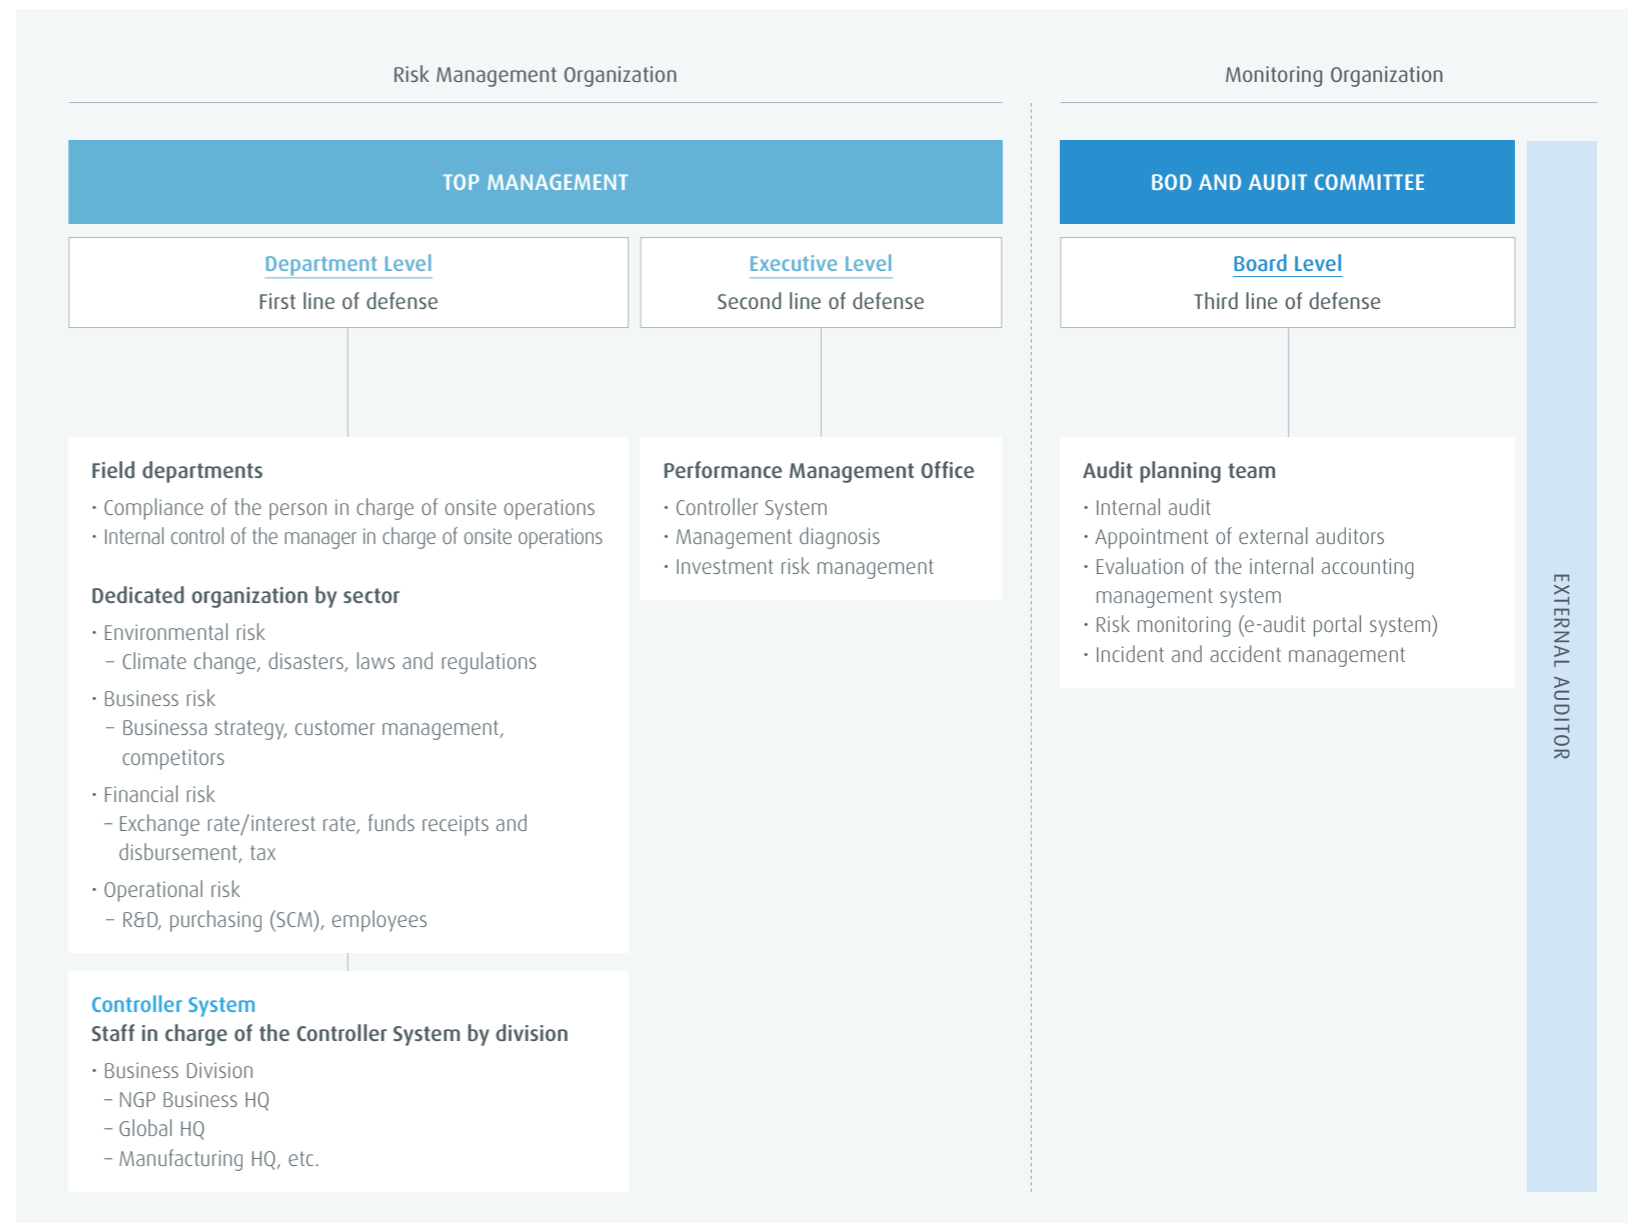 Risk Management Organization
Monitoring Organization
TOP MANAGEMENT
BOD AND AUDIT COMMITTEE
Department Level
First line of defense
Executive Level
Second line of defense
Board Level
Third line of defense
Field departments
· Compliance of the person in charge of onsite operations
· Internal control of the manager in charge of onsite operations
Dedicated organization by sector
· Environmental risk
– Climate change, disasters, laws and regulations
· Business risk
– Businessa strategy, customer management,
competitors
· Financial risk
– Exchange rate/interest rate, funds receipts and
disbursement, tax
· Operational risk
– R&D, purchasing (SCM), employees
Controller System
Staff in charge of the Controller System by division
· Business Division
– NGP Business HQ
– Global HQ
– Manufacturing HQ, etc.
Performance Management Office
· Controller System
· Management diagnosis
· Investment risk management
Audit planning team
· Internal audit
· Appointment of external auditors
· Evaluation of the internal accounting
management system
· Risk monitoring (e-audit portal system)
· Incident and accident management
EXTERNAL AUDITOR